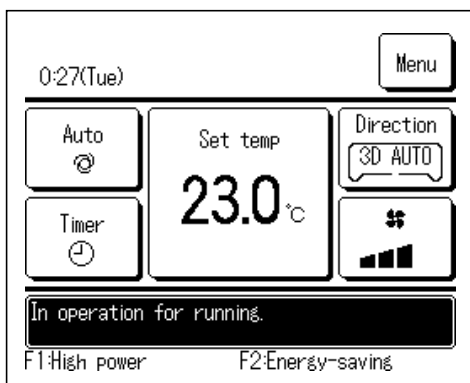 0:27(Tue)
Menu
Auto
Set temp
Direction
3D AUTO
23.0℃
Timer
In operation for running.
F1:High power
F2:Energy-saving